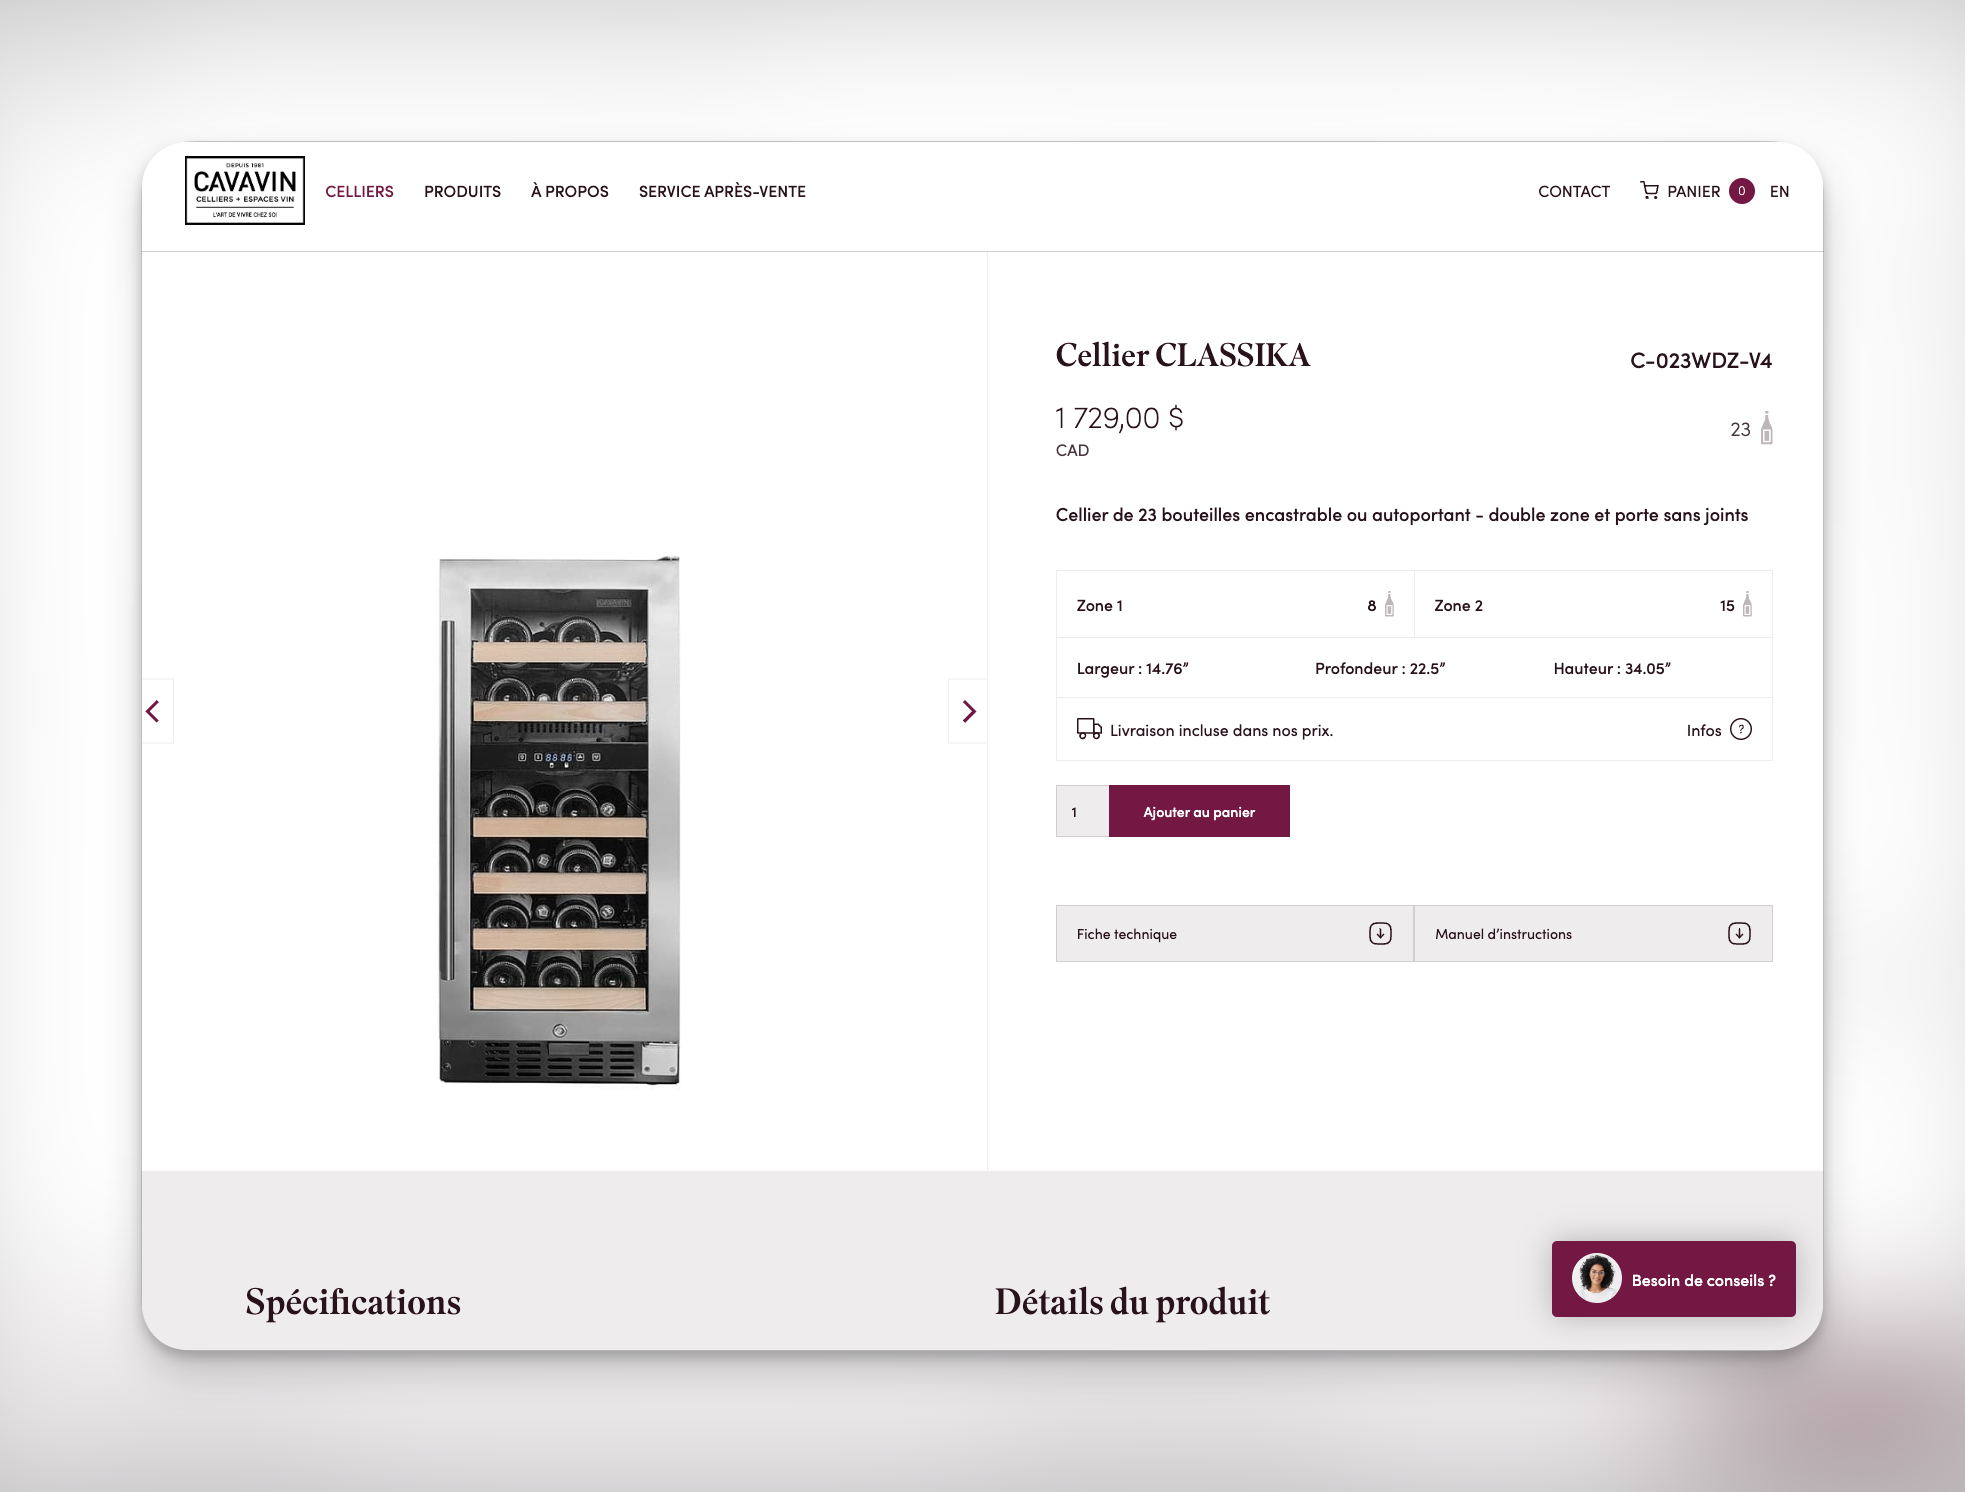 DEPUIS 1981
CAVAVIN
CELLIERS + ESPACES VIN
L'ART DE VIVRE CHEZ SOI
CELLIERS PRODUITS À PROPOS SERVICE APRÈS-VENTE
CONTACT PANIER 0 EN
Cellier CLASSIKA
C-023WDZ-V4
1 729,00 $
CAD
23
Cellier de 23 bouteilles encastrable ou autoportant - double zone et porte sans joints
Zone 1 8 Zone 2 15
Largeur : 14.76” Profondeur : 22.5” Hauteur : 34.05”
Livraison incluse dans nos prix. Infos ?
1 Ajouter au panier
Fiche technique Manuel d’instructions
Spécifications Détails du produit
Besoin de conseils ?